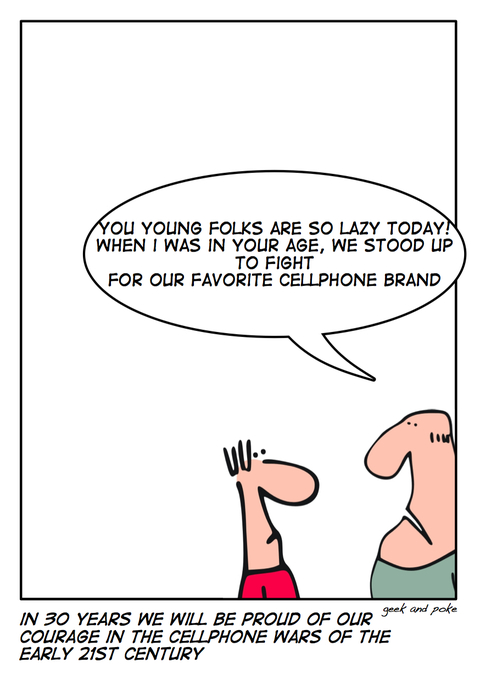 YOU YOUNG FOLKS ARE SO LAZY TODAY!
WHEN I WAS IN YOUR AGE, WE STOOD UP
TO FIGHT
FOR OUR FAVORITE CELLPHONE BRAND
geek and poke
IN 30 YEARS WE WILL BE PROUD OF OUR
COURAGE IN THE CELLPHONE WARS OF THE
EARLY 21ST CENTURY